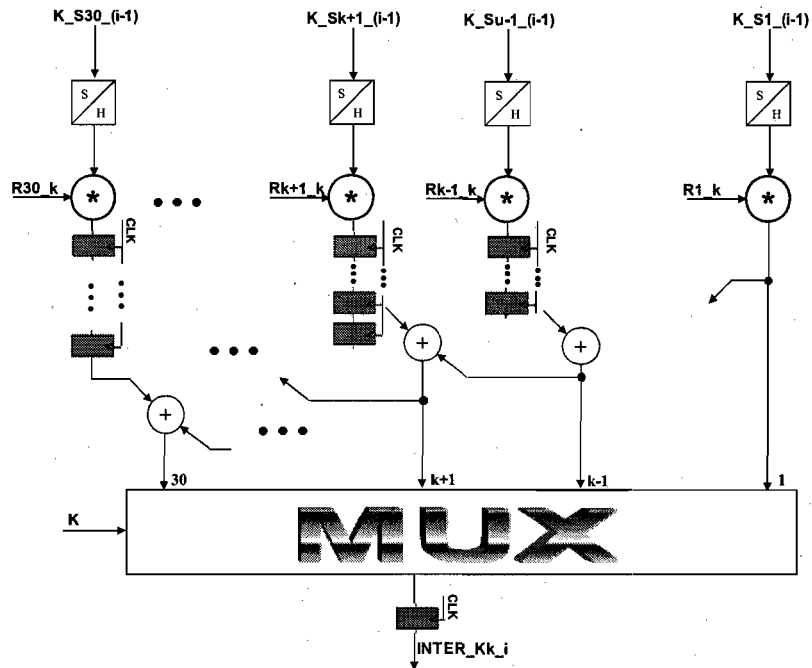 K_S30_(i-1)
K_Sk+1_(i-1)
K_Su-1_(i-1)
K_S1_(i-1)
S
H
S
H
S
H
S
H
R30_k
*
Rk+1_k
*
Rk-1_k
*
R1_k
*
CLK
CLK
CLK
+
+
+
30
k+1
k-1
1
K
MUX
CLK
INTER_Kk_i